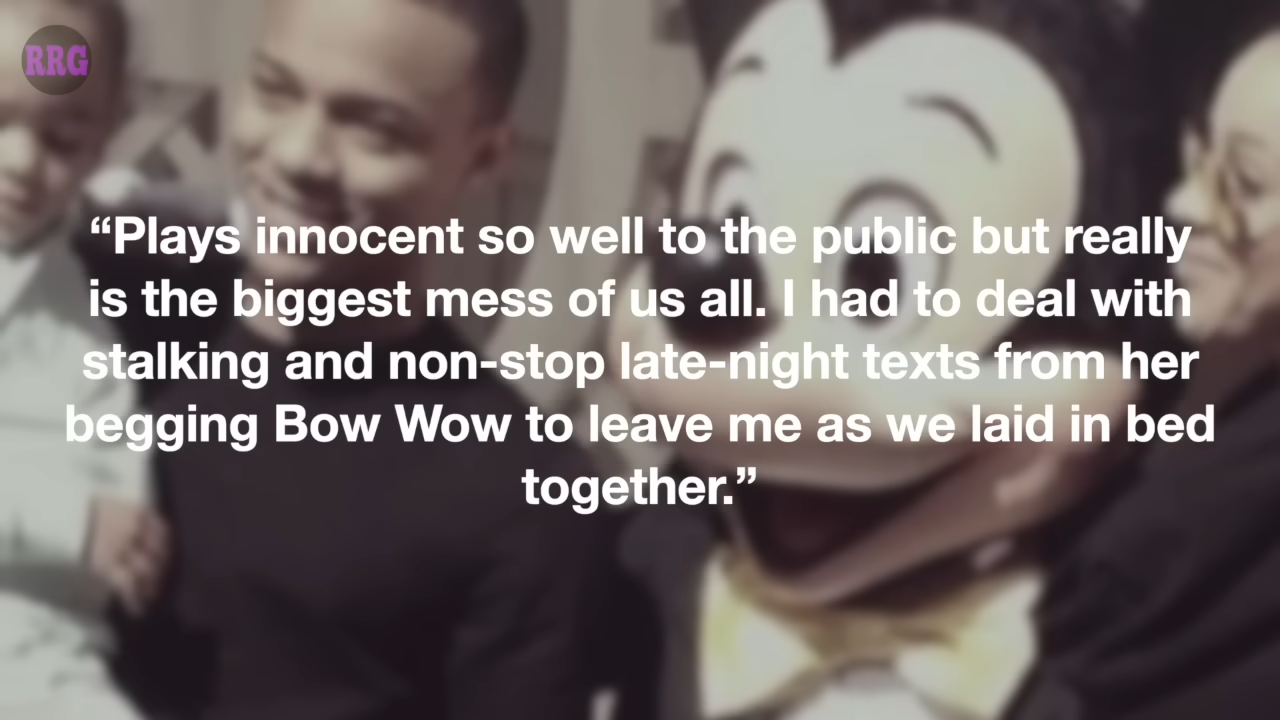 RRG
“Plays innocent so well to the public but really
is the biggest mess of us all. I had to deal with
stalking and non-stop late-night texts from her
begging Bow Wow to leave me as we laid in bed
together.”